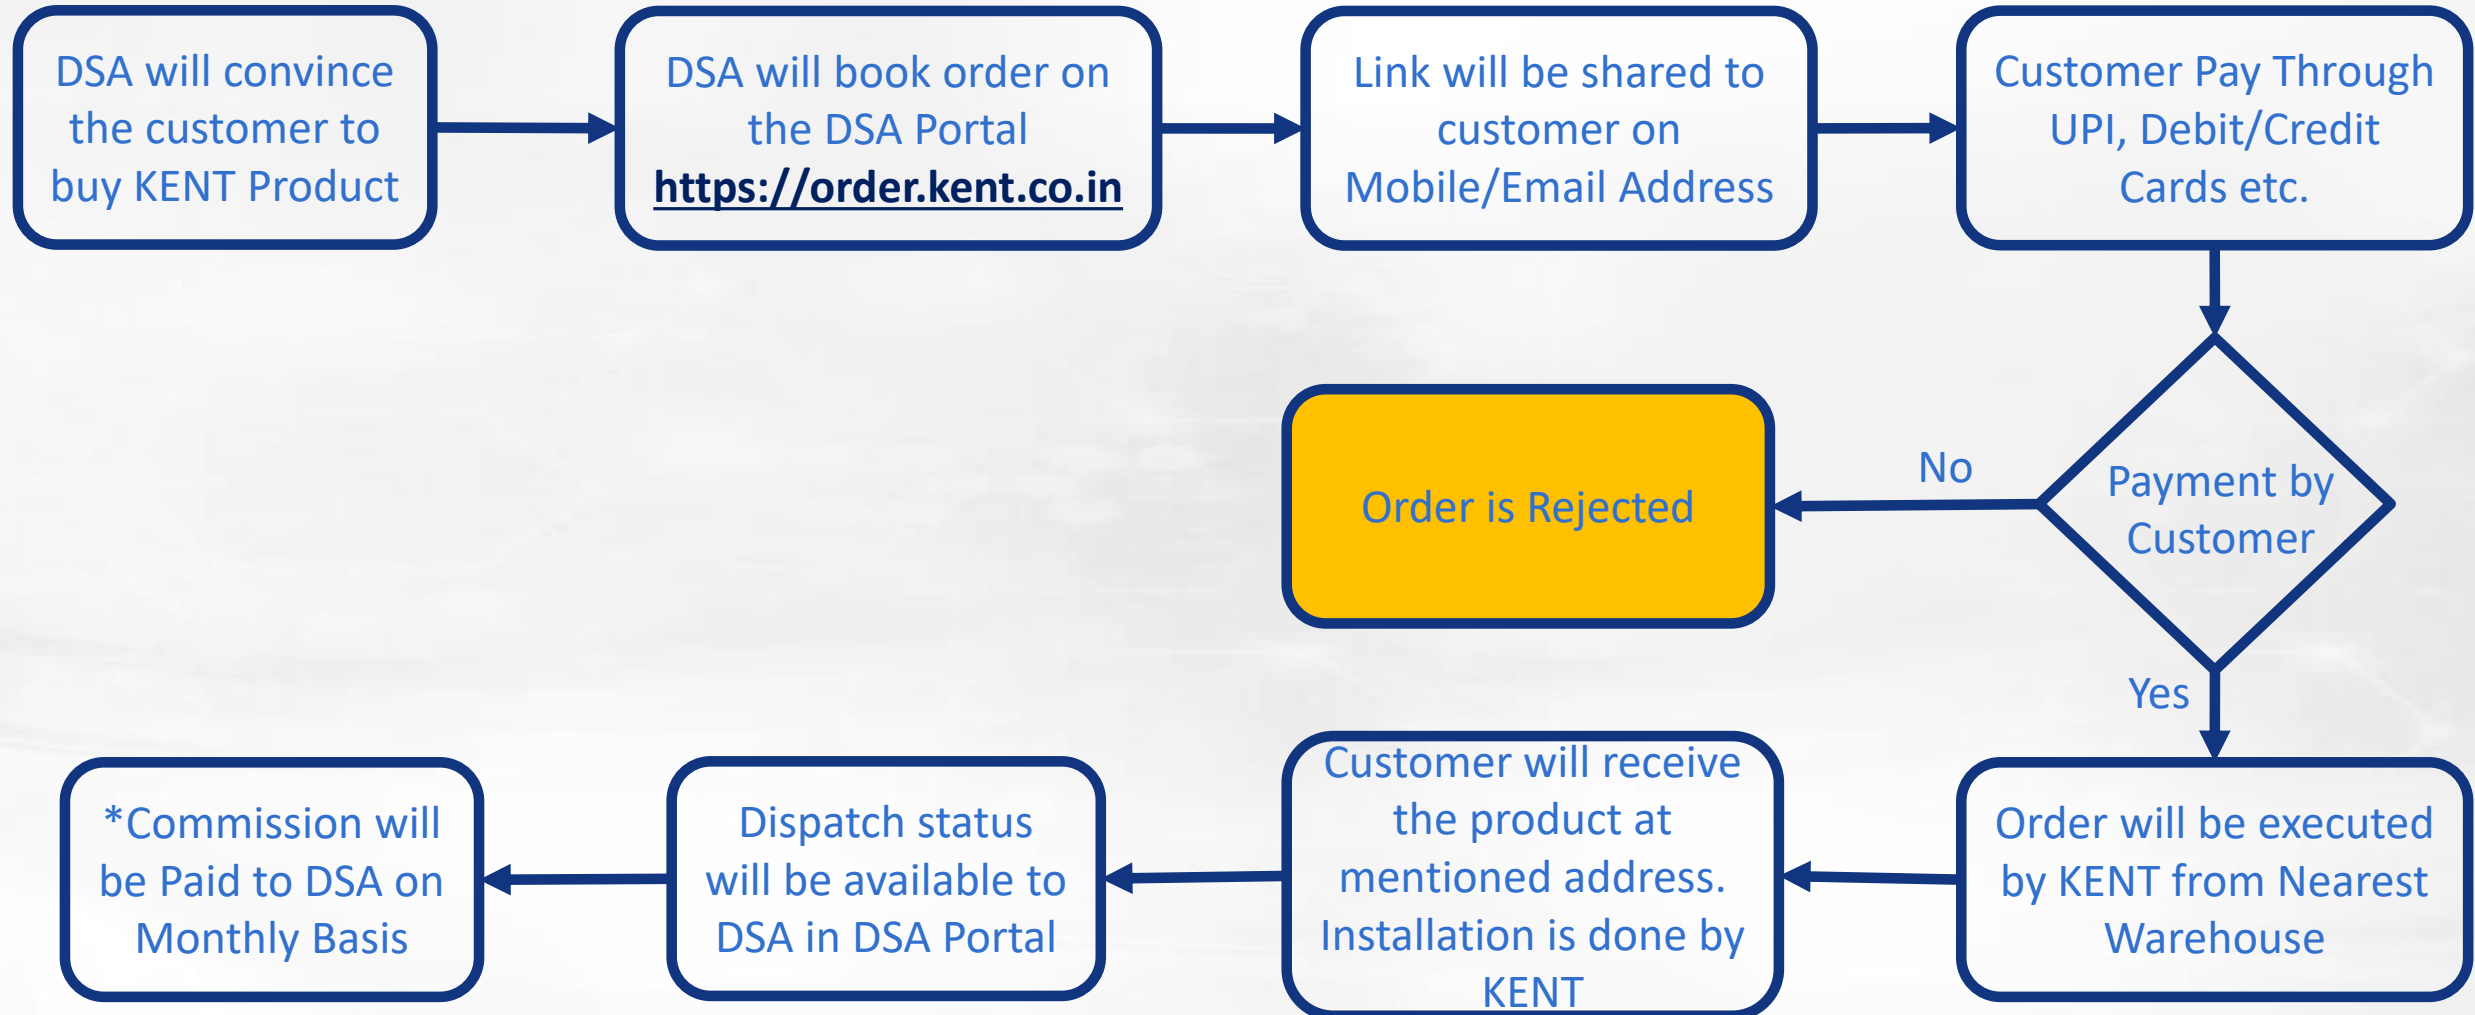 DSA will convince
the customer to
buy KENT Product
DSA will book order on
the DSA Portal
https://order.kent.co.in
Link will be shared to
customer on
Mobile/Email Address
Customer Pay Through
UPI, Debit/Credit
Cards etc.
Payment by
Customer
No
Order is Rejected
Yes
Order will be executed
by KENT from Nearest
Warehouse
Customer will receive
the product at
mentioned address.
Installation is done by
KENT
Dispatch status
will be available to
DSA in DSA Portal
*Commission will
be Paid to DSA on
Monthly Basis